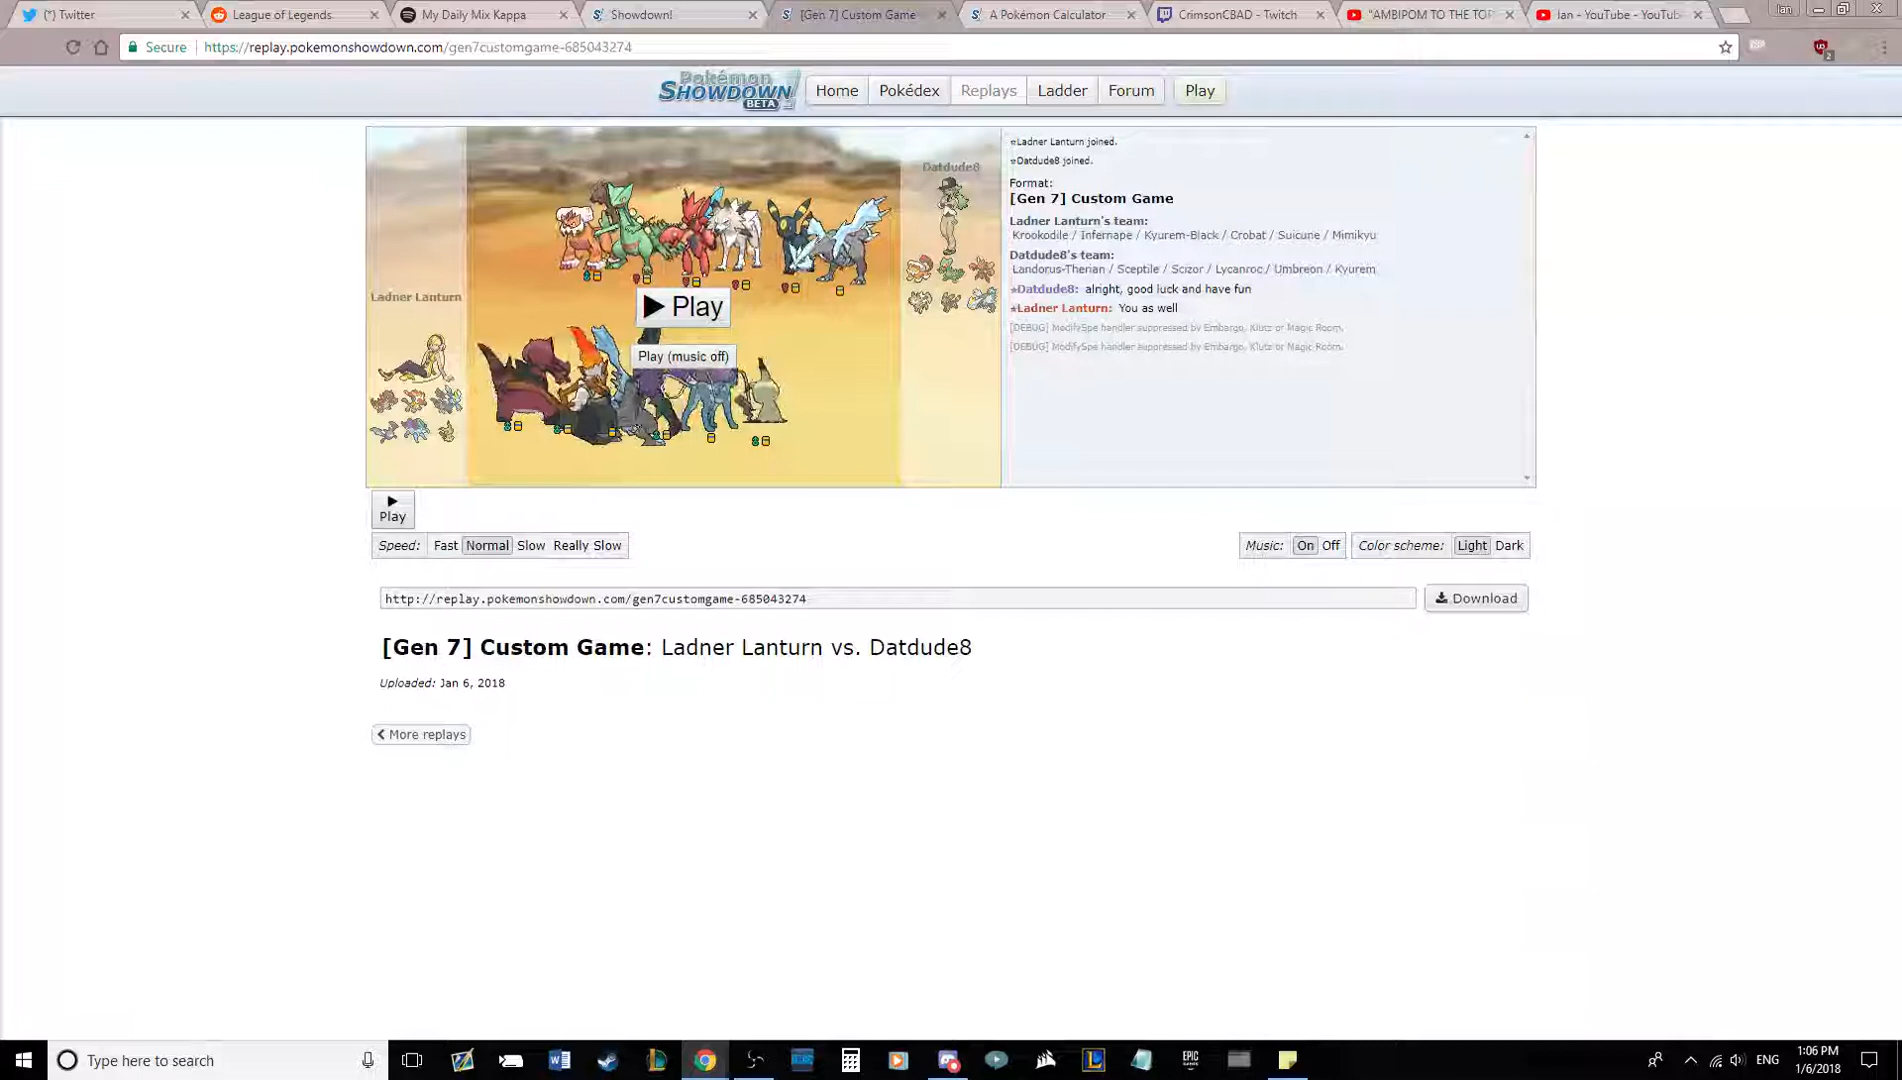 (*) Twitter
League of Legends
My Daily Mix Kappa
Showdown!
[Gen 7] Custom Game
A Pokémon Calculator
CrimsonCBAD - Twitch
"AMBIPOM TO THE TOP
Ian - YouTube - YouTub
Ian
Secure
https://replay.pokemonshowdown.com/gen7customgame-685043274
Pokémon
SHOWDOWN
BETA
Home
Pokédex
Replays
Ladder
Forum
Play
Datdude8
Ladner Lanturn
Play
Play (music off)
☆Ladner Lanturn joined.
☆Datdude8 joined.
Format:
[Gen 7] Custom Game
Ladner Lanturn's team:
Krookodile / Infernape / Kyurem-Black / Crobat / Suicune / Mimikyu
Datdude8's team:
Landorus-Therian / Sceptile / Scizor / Lycanroc / Umbreon / Kyurem
☆Datdude8: alright, good luck and have fun
☆Ladner Lanturn: You as well
[DEBUG] ModifySpe handler suppressed by Embargo, Klutz or Magic Room.
[DEBUG] ModifySpe handler suppressed by Embargo, Klutz or Magic Room.
Play
Speed: Fast Normal Slow Really Slow
Music: On Off
Color scheme: Light Dark
http://replay.pokemonshowdown.com/gen7customgame-685043274
Download
[Gen 7] Custom Game: Ladner Lanturn vs. Datdude8
Uploaded: Jan 6, 2018
More replays
Type here to search
EPIC
GAMES
ENG
1:06 PM
1/6/2018